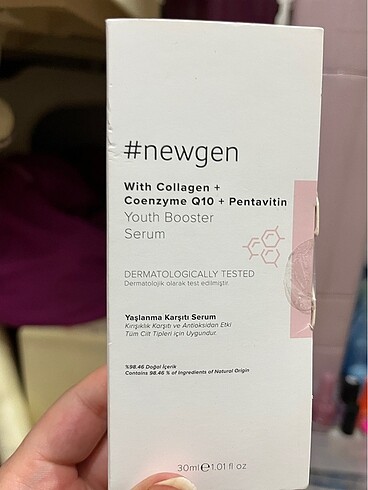 #newgen
With Collagen +
Coenzyme Q10 + Pentavitin
Youth Booster
Serum
DERMATOLOGICALLY TESTED
Dermatolojik olarak test edilmiştir.
Yaşlanma Karşıtı Serum
Kırışıklık Karşıtı ve Antioksidan Etki
Tüm Cilt Tipleri için Uygundur.
%98.46 Doğal İçerik
Contains 98.46 % of Ingredients of Natural Origin
30ml℮1.01 fl oz